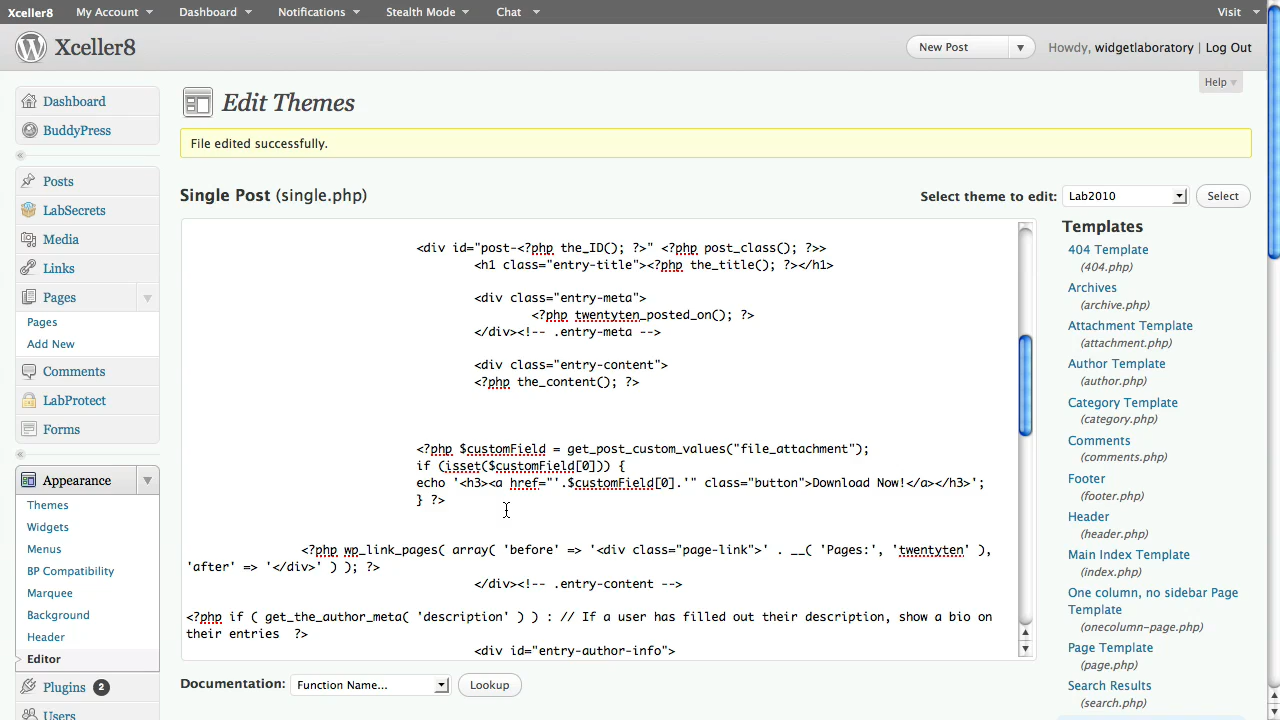 Xceller8 My Account Dashboard Notifications Stealth Mode Chat Visit
Xceller8 New Post Howdy, widgetlaboratory | Log Out
Help
Dashboard
BuddyPress
Posts
LabSecrets
Media
Links
Pages
Pages
Add New
Comments
LabProtect
Forms
Appearance
Themes
Widgets
Menus
BP Compatibility
Marquee
Background
Header
Editor
Plugins 2
Users
Edit Themes
File edited successfully.
Single Post (single.php)
Select theme to edit: Lab2010 Select
<div id="post-<?php the_ID(); ?>" <?php post_class(); ?>>
<h1 class="entry-title"><?php the_title(); ?></h1>
<div class="entry-meta">
<?php twentyten_posted_on(); ?>
</div><!-- .entry-meta -->
<div class="entry-content">
<?php the_content(); ?>
<?php $customField = get_post_custom_values("file_attachment");
if (isset($customField[0])) {
echo '<h3><a href="'.$customField[0].'" class="button">Download Now!</a></h3>';
} ?>
<?php wp_link_pages( array( 'before' => '<div class="page-link">' . __( 'Pages:', 'twentyten' ),
'after' => '</div>' ) ); ?>
</div><!-- .entry-content -->
<?php if ( get_the_author_meta( 'description' ) ) : // If a user has filled out their description, show a bio on
their entries  ?>
<div id="entry-author-info">
Documentation: Function Name... Lookup
Templates
404 Template
(404.php)
Archives
(archive.php)
Attachment Template
(attachment.php)
Author Template
(author.php)
Category Template
(category.php)
Comments
(comments.php)
Footer
(footer.php)
Header
(header.php)
Main Index Template
(index.php)
One column, no sidebar Page
Template
(onecolumn-page.php)
Page Template
(page.php)
Search Results
(search.php)